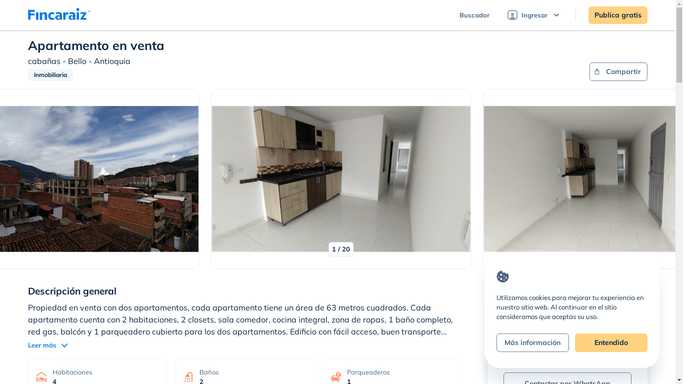 Fincaraiz
Buscador
Ingresar
Publica gratis
Apartamento en venta
cabañas - Bello - Antioquia
Inmobiliaria
Compartir
1 / 20
Descripción general
Propiedad en venta con dos apartamentos, cada apartamento tiene un área de 63 metros cuadrados. Cada
apartamento cuenta con 2 habitaciones, 2 closets, sala comedor, cocina integral, zona de ropas, 1 baño completo,
red gas, balcón y 1 parqueadero cubierto para los dos apartamentos. Edificio con fácil acceso, buen transporte...
Leer más
Habitaciones
4
Baños
2
Parqueaderos
1
Utilizamos cookies para mejorar tu experiencia en
nuestro sitio web. Al continuar en el sitio
consideramos que aceptas su uso.
Más información
Entendido
Contactar por WhatsApp